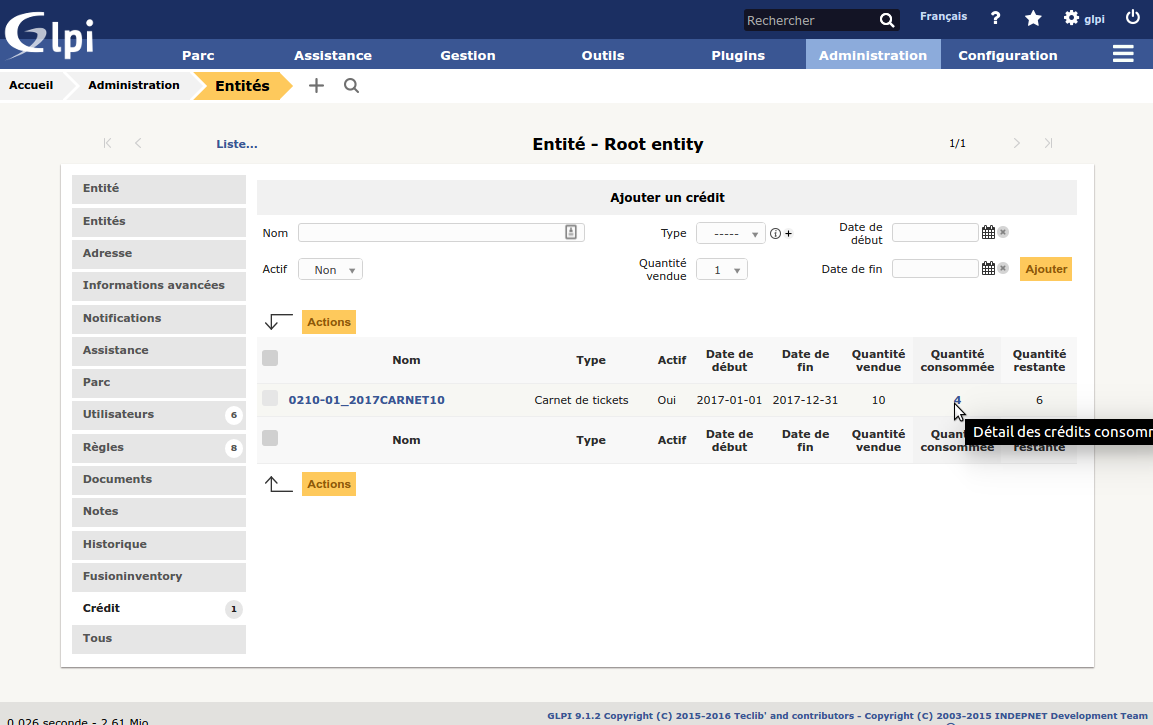 Glpi
Rechercher
Français
?
glpi
Parc
Assistance
Gestion
Outils
Plugins
Administration
Configuration
Accueil
Administration
Entités
Liste...
Entité - Root entity
1/1
Entité
Entités
Adresse
Informations avancées
Notifications
Assistance
Parc
Utilisateurs 6
Règles 8
Documents
Notes
Historique
Fusioninventory
Crédit 1
Tous
Ajouter un crédit
Nom
Type -----
Date de
début
Actif Non
Quantité
vendue 1
Date de fin
Ajouter
Actions
Nom Type Actif Date de
début Date de
fin Quantité
vendue Quantité
consommée Quantité
restante
0210-01_2017CARNET10 Carnet de tickets Oui 2017-01-01 2017-12-31 10 4 6
Détail des crédits consomm
Nom Type Actif Date de
début Date de
fin Quantité
vendue
consommée
restante
Actions
0.026 seconde - 2.61 Mio
GLPI 9.1.2 Copyright (C) 2015-2016 Teclib' and contributors - Copyright (C) 2003-2015 INDEPNET Development Team